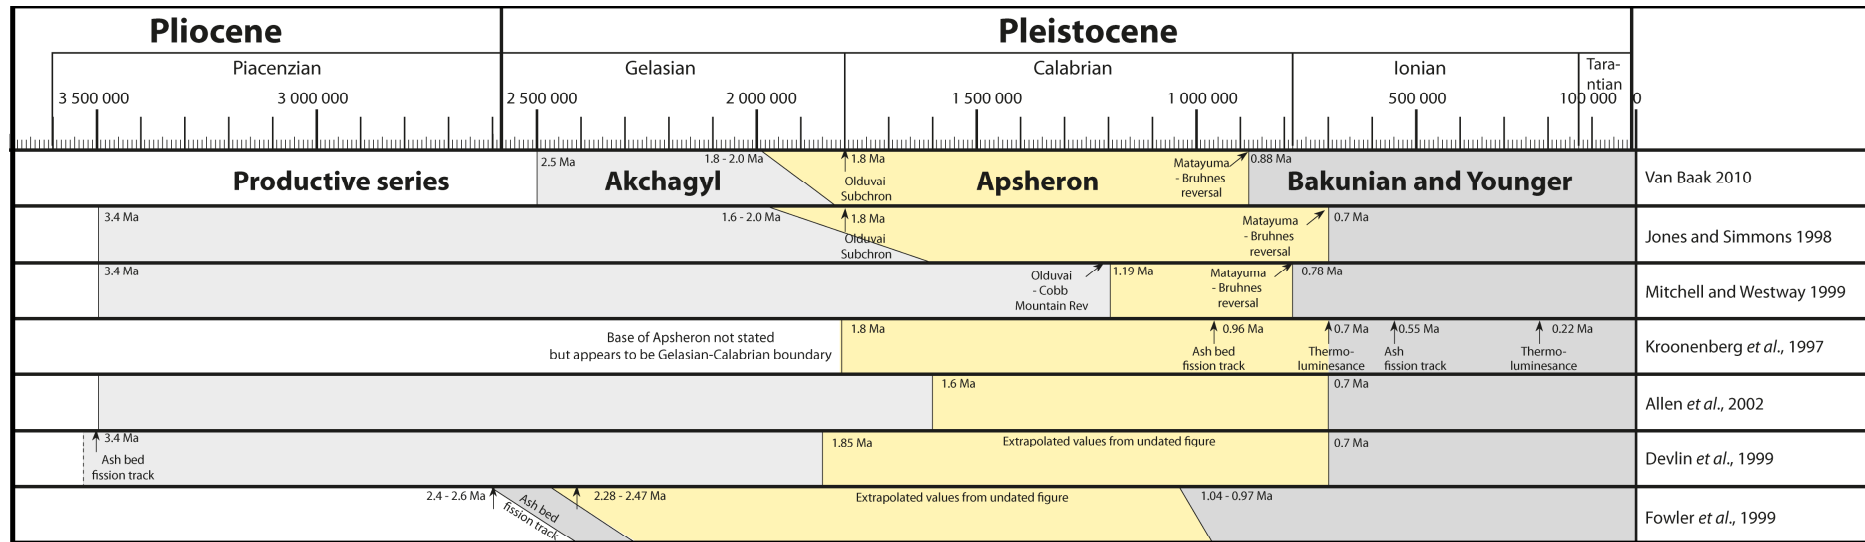 Pliocene
Pleistocene
Piacenzian
Gelasian
Calabrian
Ionian
Tara-
ntian
3 500 000
3 000 000
2 500 000
2 000 000
1 500 000
1 000 000
500 000
100 000
0
Productive series
2.5 Ma
Akchagyl
1.8 - 2.0 Ma
1.8 Ma
Olduvai
Subchron
Apsheron
Matayuma
- Bruhnes
reversal
0.88 Ma
Bakunian and Younger
Van Baak 2010
3.4 Ma
1.6 - 2.0 Ma
1.8 Ma
Olduvai
Subchron
Matayuma
- Bruhnes
reversal
0.7 Ma
Jones and Simmons 1998
3.4 Ma
Olduvai
- Cobb
Mountain Rev
1.19 Ma
Matayuma
- Bruhnes
reversal
0.78 Ma
Mitchell and Westway 1999
Base of Apsheron not stated
but appears to be Gelasian-Calabrian boundary
1.8 Ma
0.96 Ma
Ash bed
fission track
0.7 Ma
Thermo-
luminesance
0.55 Ma
Ash
fission track
0.22 Ma
Thermo-
luminescance
Kroonenberg et al., 1997
1.6 Ma
0.7 Ma
Allen et al., 2002
3.4 Ma
Ash bed
fission track
1.85 Ma
Extrapolated values from undated figure
0.7 Ma
Devlin et al., 1999
2.4 - 2.6 Ma
Ash bed
fission track
2.28 - 2.47 Ma
Extrapolated values from undated figure
1.04 - 0.97 Ma
Fowler et al., 1999